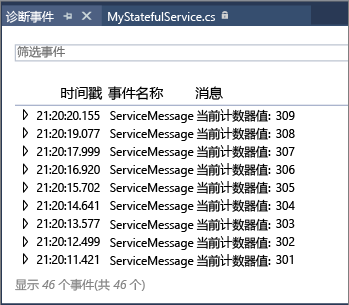 诊断事件 MyStatefulService.cs
筛选事件
时间戳 事件名称 消息
21:20:20.155 ServiceMessage 当前计数器值: 309
21:20:19.077 ServiceMessage 当前计数器值: 308
21:20:17.999 ServiceMessage 当前计数器值: 307
21:20:16.920 ServiceMessage 当前计数器值: 306
21:20:15.702 ServiceMessage 当前计数器值: 305
21:20:14.641 ServiceMessage 当前计数器值: 304
21:20:13.577 ServiceMessage 当前计数器值: 303
21:20:12.499 ServiceMessage 当前计数器值: 302
21:20:11.421 ServiceMessage 当前计数器值: 301
显示 46 个事件(共 46 个)